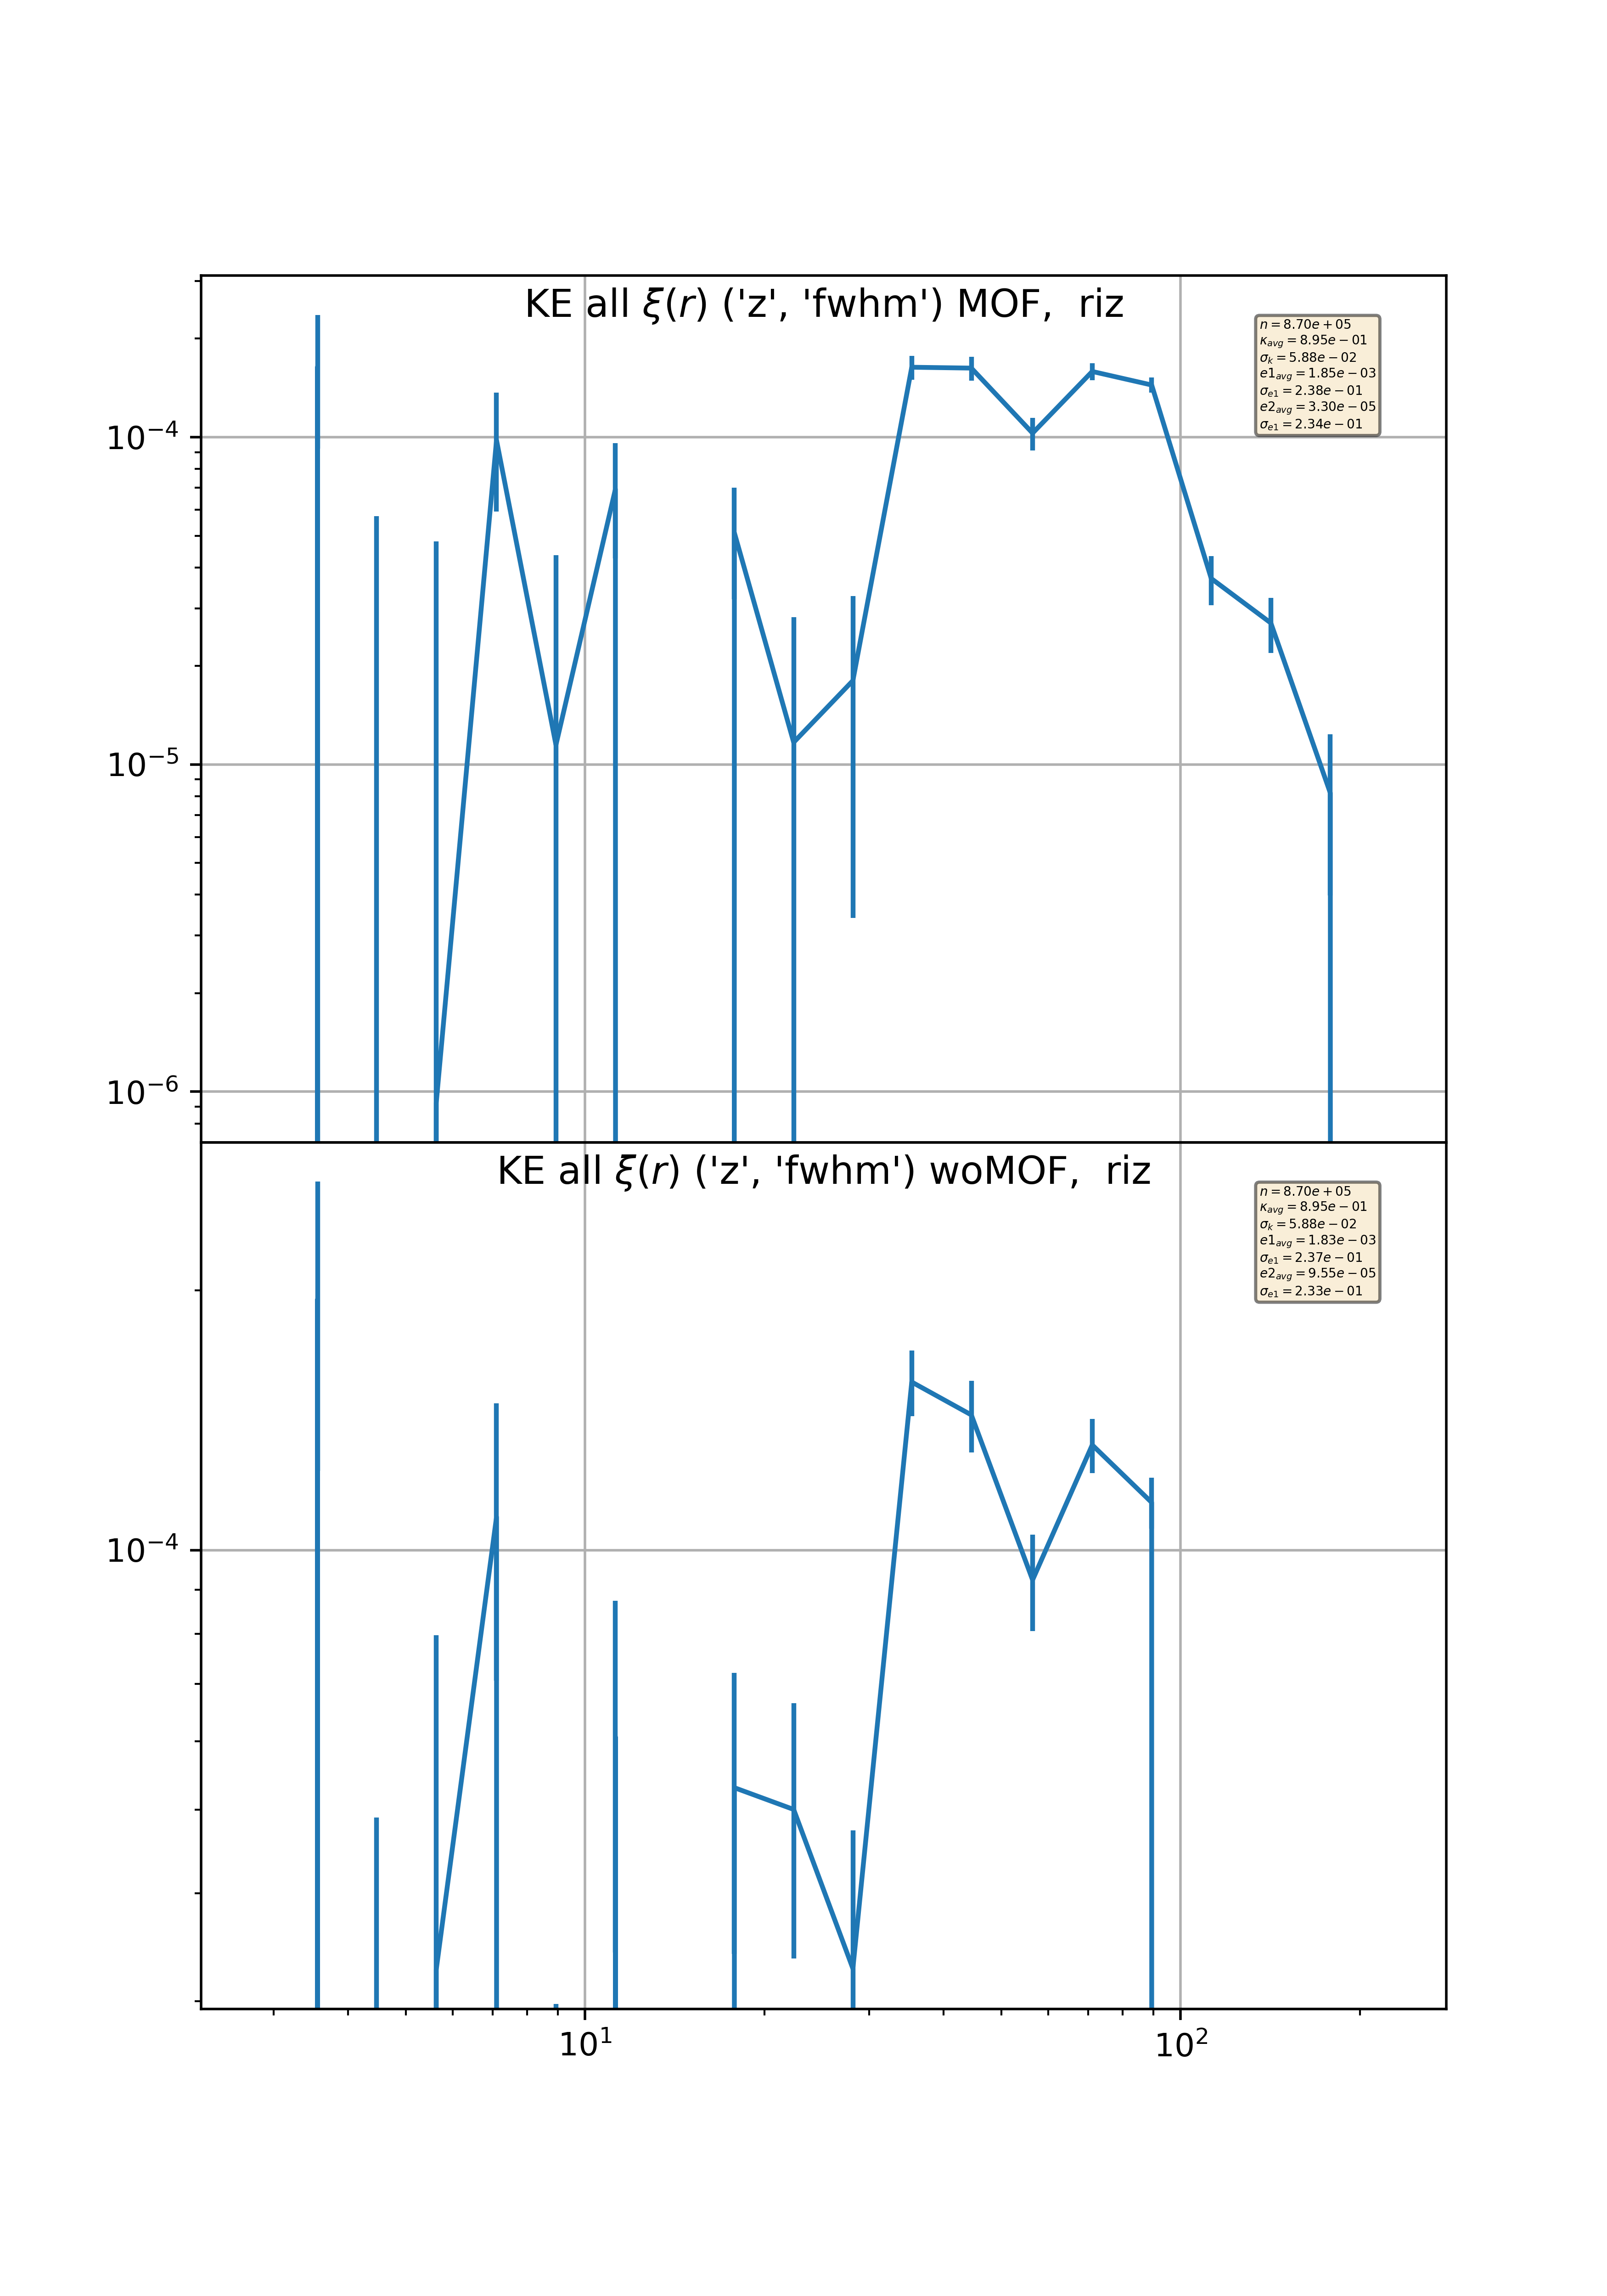 KE all ξ(r) ('z', 'fwhm') MOF, riz
n = 8.70e + 05
κavg = 8.95e − 01
σk = 5.88e − 02
e1avg = 1.85e − 03
σe1 = 2.38e − 01
e2avg = 3.30e − 05
σe1 = 2.34e − 01
10−4
10−5
10−6
KE all ξ(r) ('z', 'fwhm') woMOF, riz
n = 8.70e + 05
κavg = 8.95e − 01
σk = 5.88e − 02
e1avg = 1.83e − 03
σe1 = 2.37e − 01
e2avg = 9.55e − 05
σe1 = 2.33e − 01
10−4
101 102